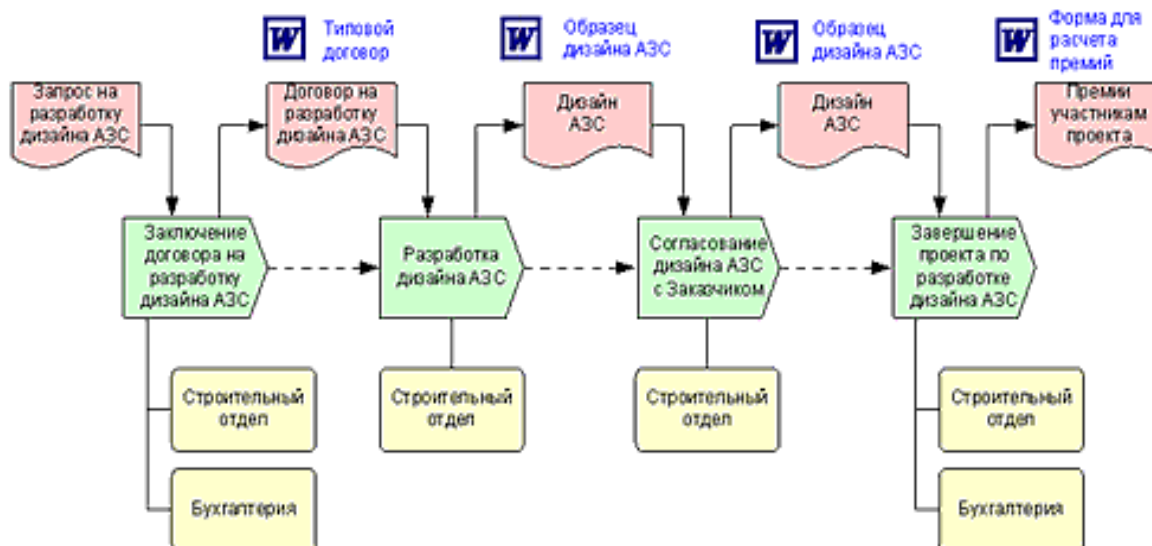 W
Типовой
договор
W
Образец
дизайна АЗС
W
Образец
дизайна АЗС
W
Форма для
расчета
премий
Запрос на
разработку
дизайна АЗС
Договор на
разработку
дизайна АЗС
Дизайн
АЗС
Дизайн
АЗС
Премии
участникам
проекта
Заключение
договора на
разработку
дизайна АЗС
Разработка
дизайна АЗС
Согласование
дизайна АЗС
с Заказчиком
Завершение
проекта по
разработке
дизайна АЗС
Строительный
отдел
Строительный
отдел
Строительный
отдел
Строительный
отдел
Бухгалтерия
Бухгалтерия